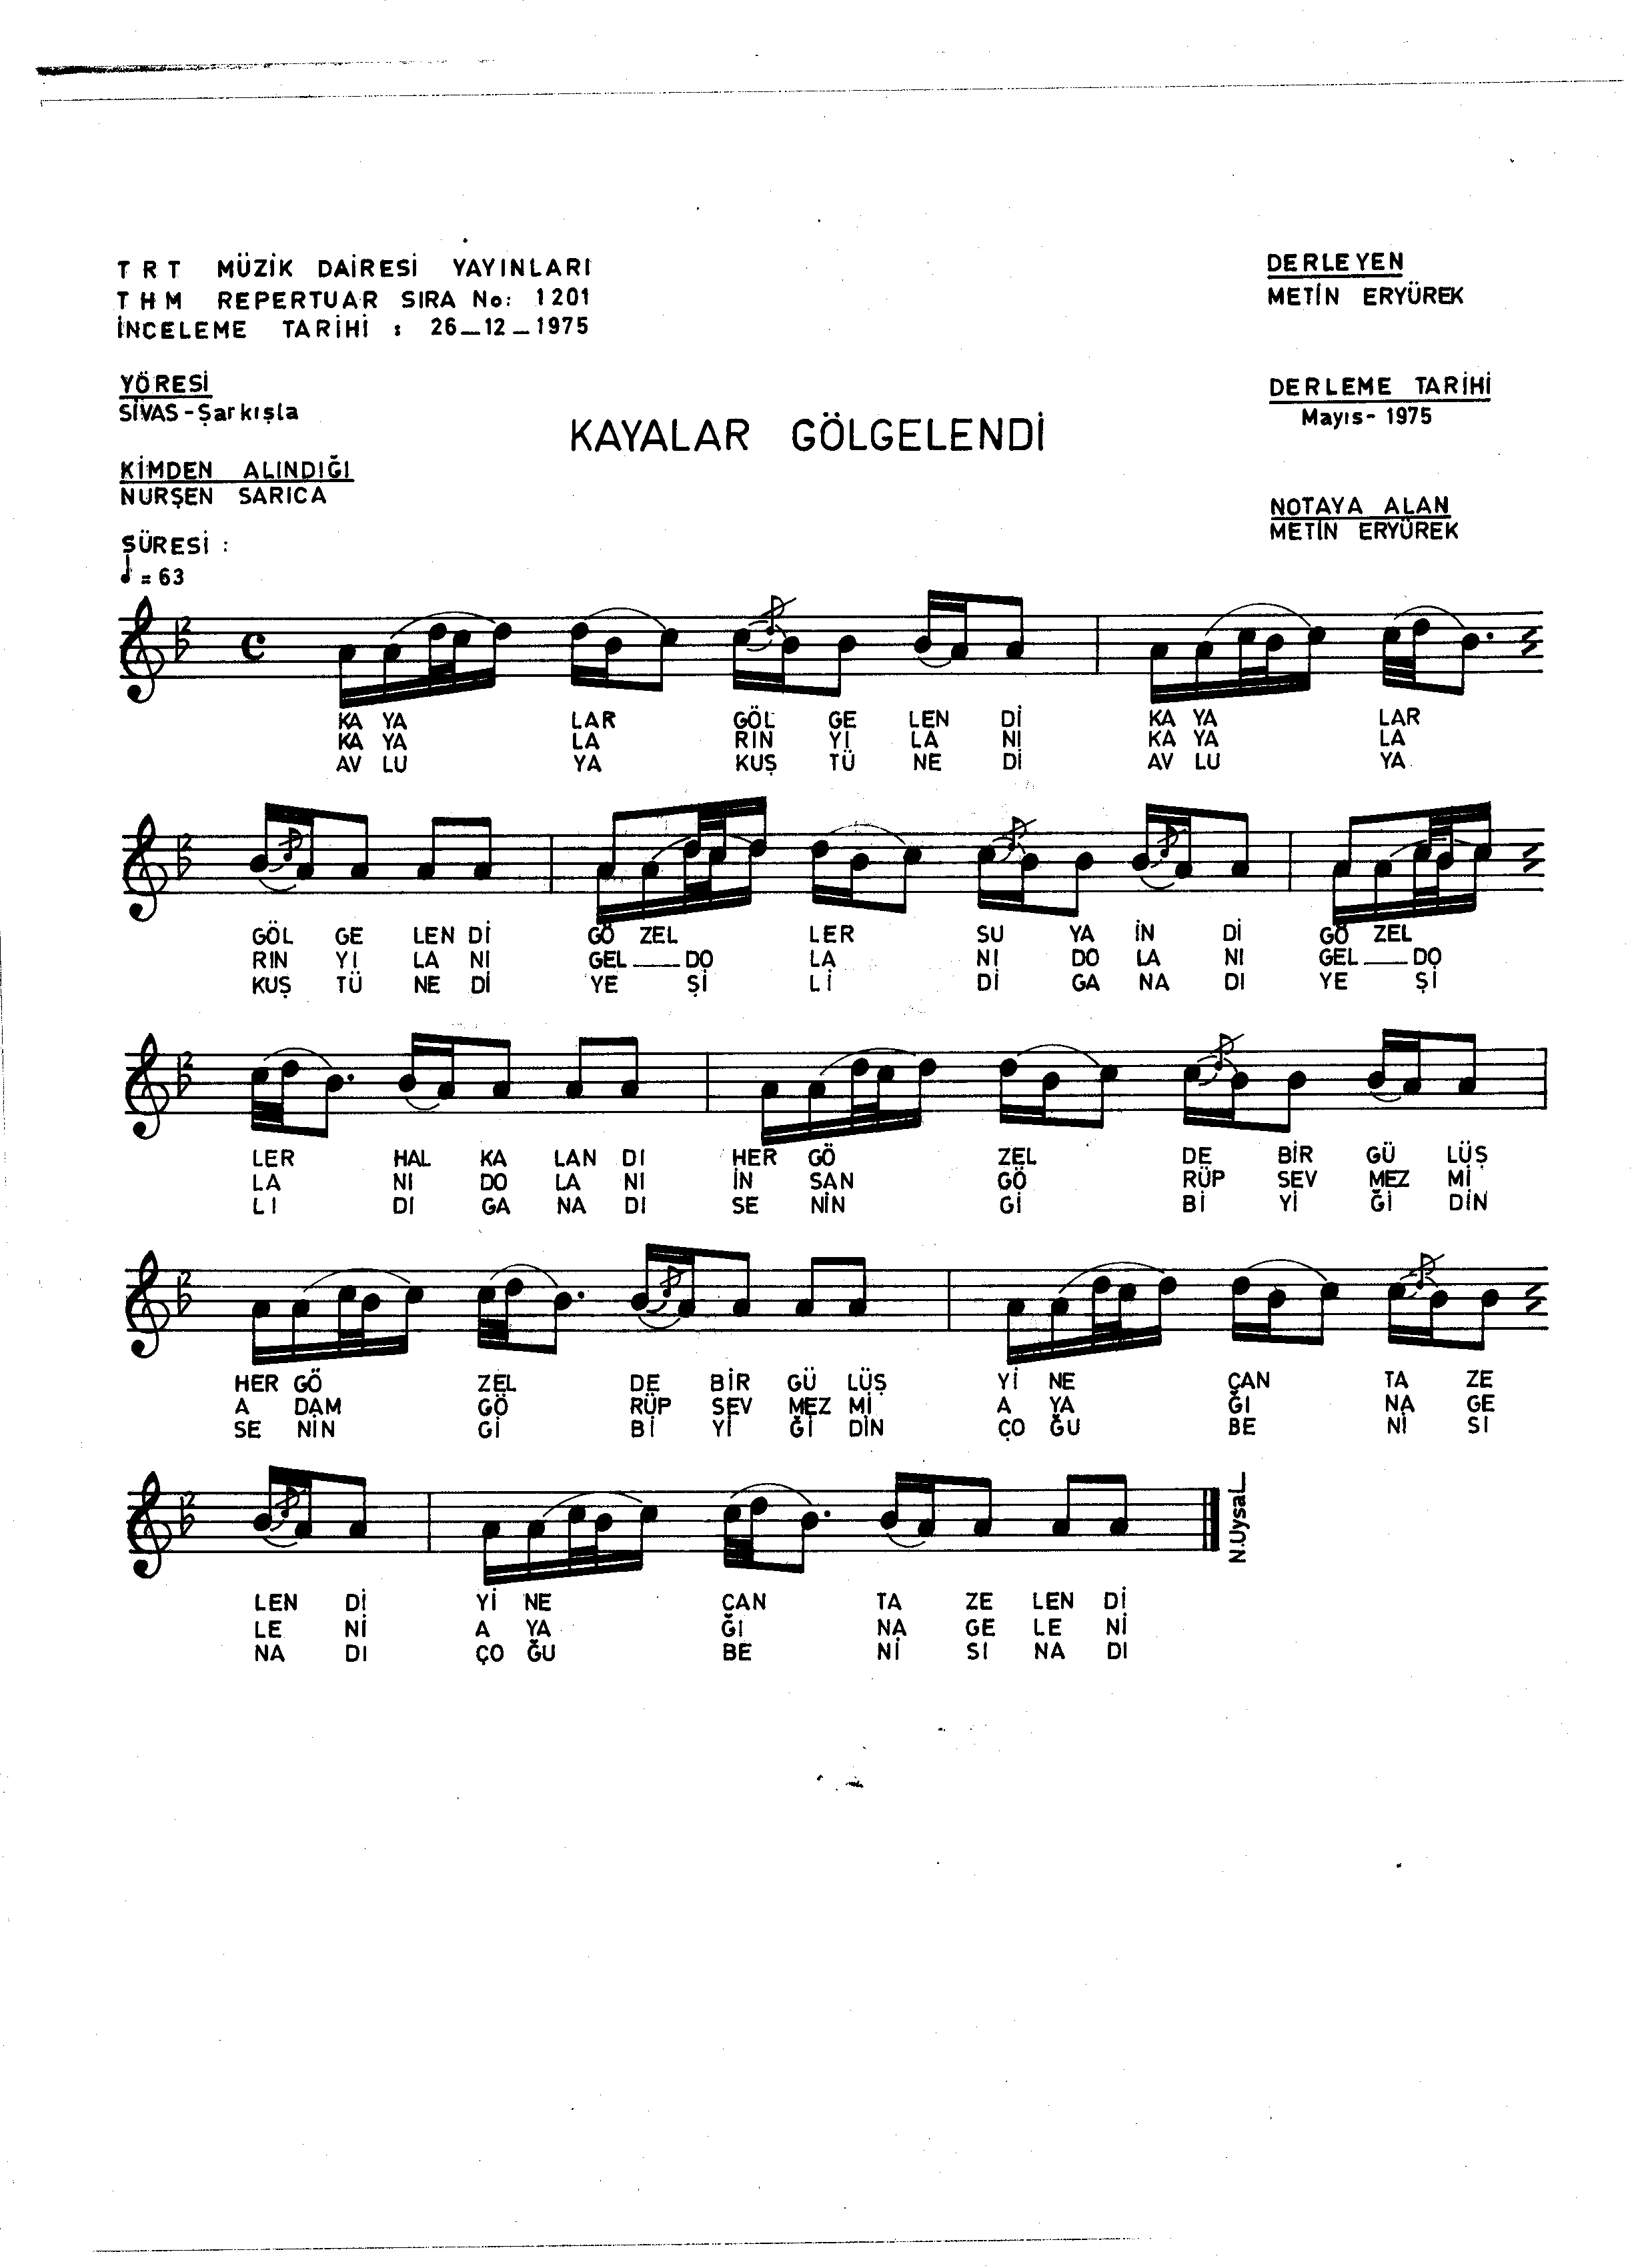 TRT MÜZİK DAİRESİ YAYINLARI
THM REPERTUAR SIRA No: 1201
İNCELEME TARİHİ : 26_12_1975
DERLEYEN
METİN ERYÜREK
YÖRESİ
SİVAS-Şarkışla
DERLEME TARİHİ
Mayıs-1975
KAYALAR GÖLGELENDİ
KİMDEN ALINDIĞI
NURŞEN SARICA
NOTAYA ALAN
METİN ERYÜREK
SÜRESİ :
= 63
KA YA LAR GÖL GE LEN Dİ KA YA LAR
KA YA LA RIN YI LA NI KA YA LA
AV LU YA KUŞ TÜ NE Dİ AV LU YA
GÖL GE LEN Dİ GÖ ZEL LER SU YA İN Dİ GÖ ZEL
RIN YI LA NI GEL DO LA NI DO LA NI GEL DO
KUŞ TÜ NE Dİ YE Şİ Lİ Dİ GA NA DI YE Şİ
LER HAL KA LAN DI HER GÖ ZEL DE BİR GÜ LÜŞ
LA NI DO LA NI İN SAN GÖ RÜP SEV MEZ Mİ
LI DI GA NA DI SE NİN Gİ Bİ Yİ Ğİ DİN
HER GÖ ZEL DE BİR GÜ LÜŞ Yİ NE ÇAN TA ZE
A DAM GÖ RÜP SEV MEZ Mİ A YA ĞI NA GE
SE NİN Gİ Bİ Yİ Ğİ DİN ÇO ĞU BE Nİ SI
LEN Dİ Yİ NE ÇAN TA ZE LEN Dİ
LE Nİ A YA ĞI NA GE LE Nİ
NA DI ÇO ĞU BE Nİ SI NA DI
N.Uysal